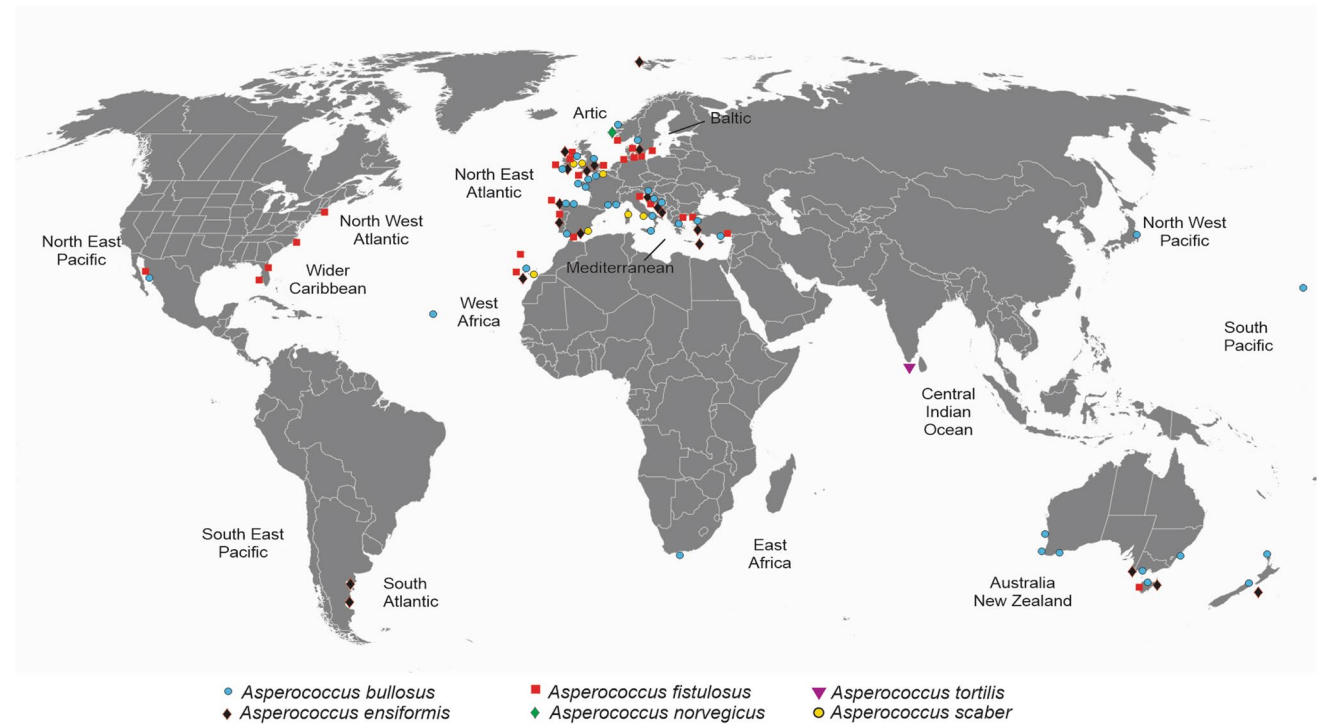 Artic
Baltic
North East
Atlantic
North West
Atlantic
North East
Pacific
North West
Pacific
Wider
Caribbean
Mediterranean
West
Africa
South
Pacific
Central
Indian
Ocean
South East
Pacific
South
Atlantic
East
Africa
Australia
New Zealand
Asperococcus bullosus
Asperococcus fistulosus
Asperococcus tortilis
Asperococcus ensiformis
Asperococcus norvegicus
Asperococcus scaber